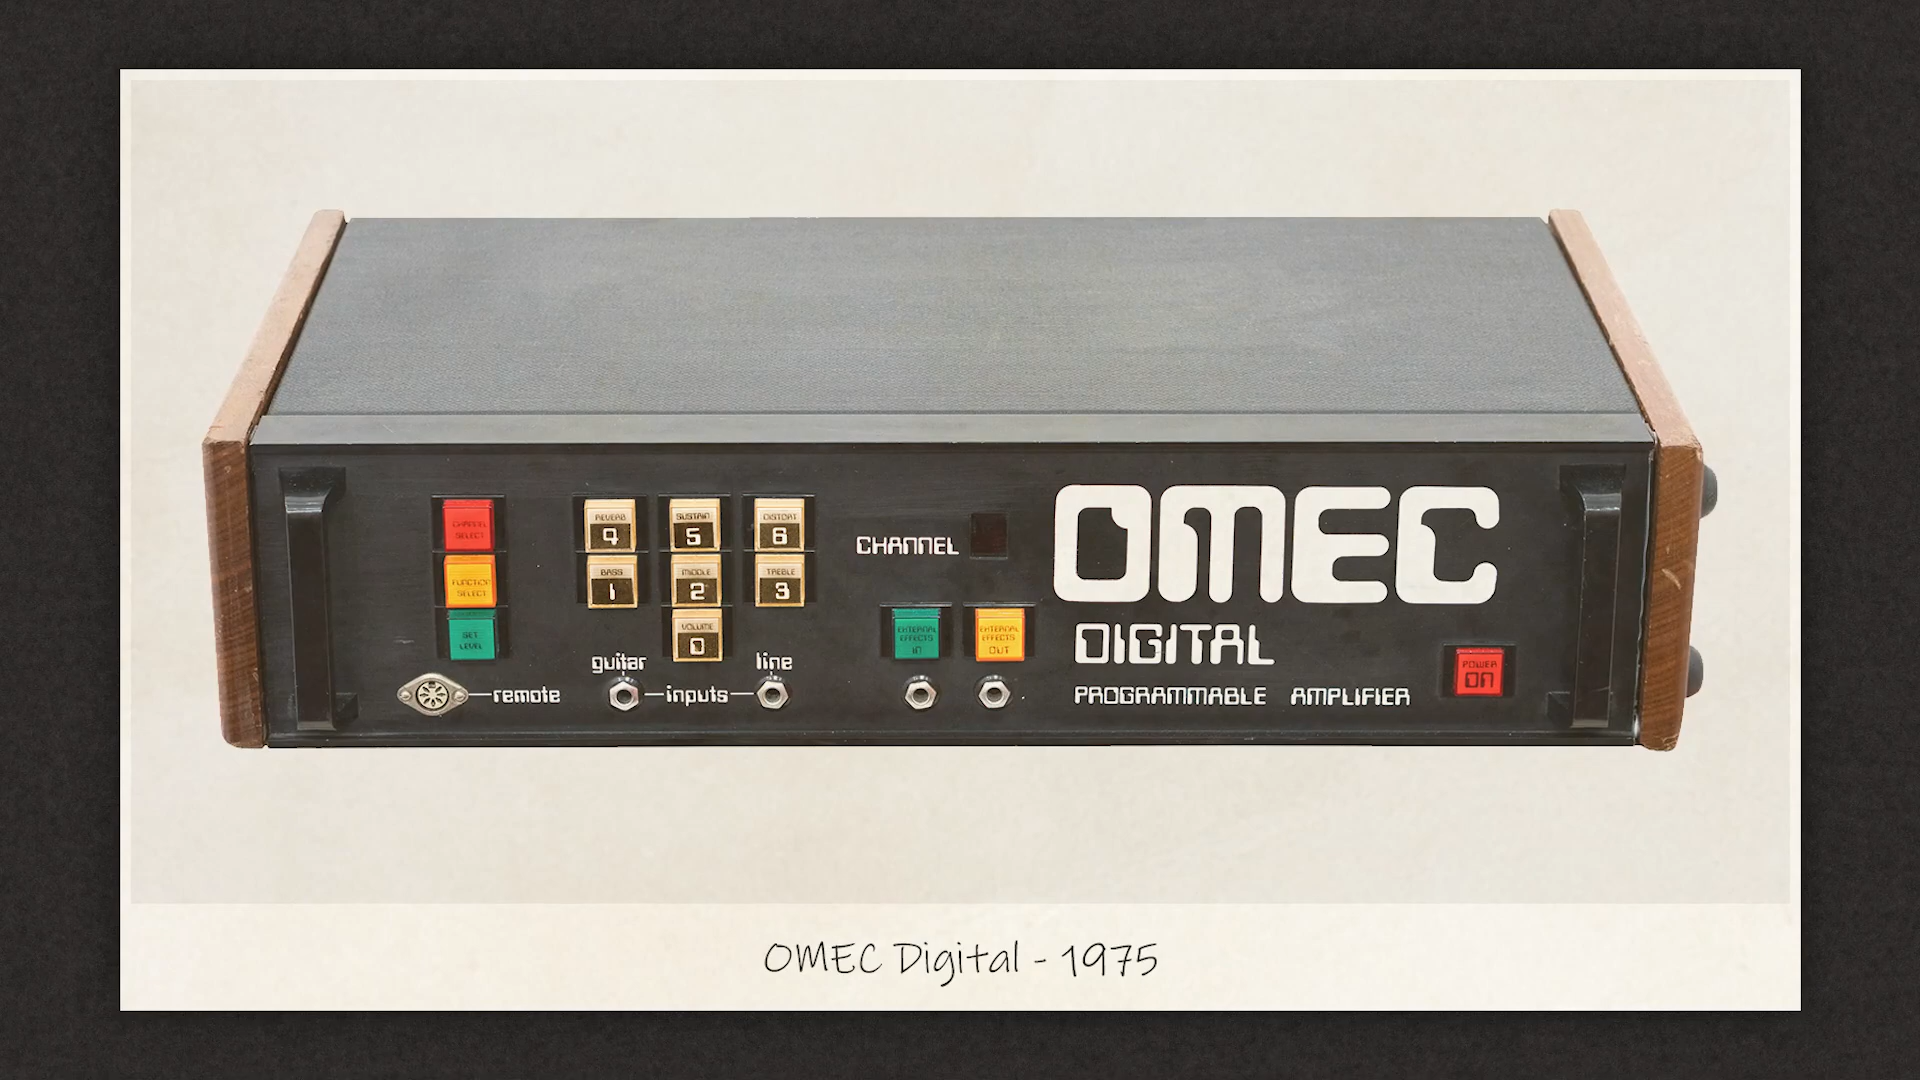 OMEC
CHANNEL
DIGITAL
PROGRAMMABLE AMPLIFIER
CHANNEL SELECT
FUNCTION SELECT
SET LEVEL
REVERB 4
SUSTAIN 5
DISTORT 6
BASS 1
MIDDLE 2
TREBLE 3
VOLUME 0
guitar
line
remote
inputs
EXTERNAL EFFECTS IN
EXTERNAL EFFECTS OUT
POWER ON
OMEC Digital - 1975